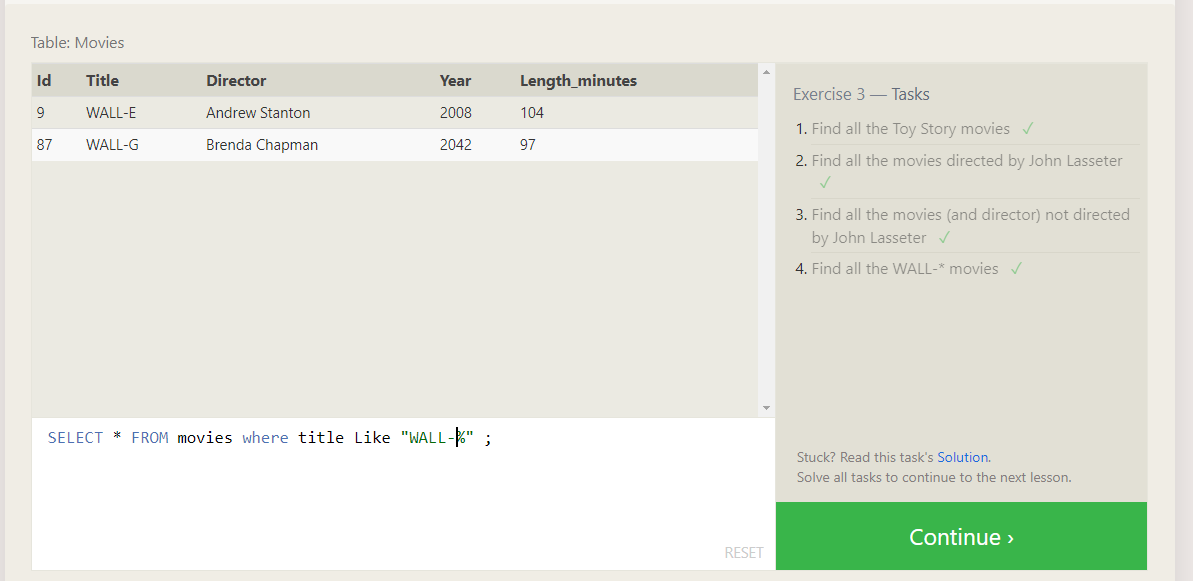 Table: Movies
Id Title Director Year Length_minutes
9 WALL-E Andrew Stanton 2008 104
87 WALL-G Brenda Chapman 2042 97
SELECT * FROM movies where title Like "WALL-%" ;
RESET
Exercise 3 — Tasks
1. Find all the Toy Story movies ✓
2. Find all the movies directed by John Lasseter
✓
3. Find all the movies (and director) not directed
by John Lasseter ✓
4. Find all the WALL-* movies ✓
Stuck? Read this task's Solution.
Solve all tasks to continue to the next lesson.
Continue ›